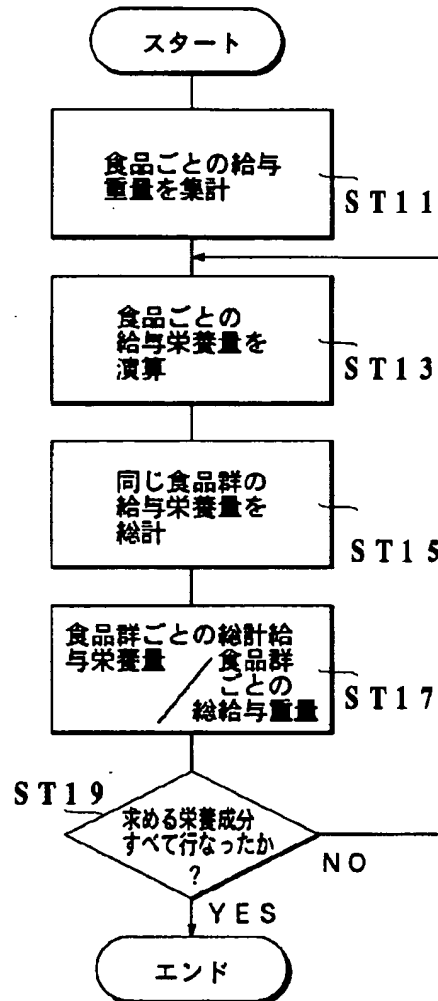 スタート
食品ごとの給与
重量を集計
ST11
食品ごとの
給与栄養量を
演算
ST13
同じ食品群の
給与栄養量を
総計
ST15
食品群ごとの総計給
与栄養量
／食品群
ごとの
総給与重量
ST17
ST19
求める栄養成分
すべて行なったか
?
NO
YES
エンド